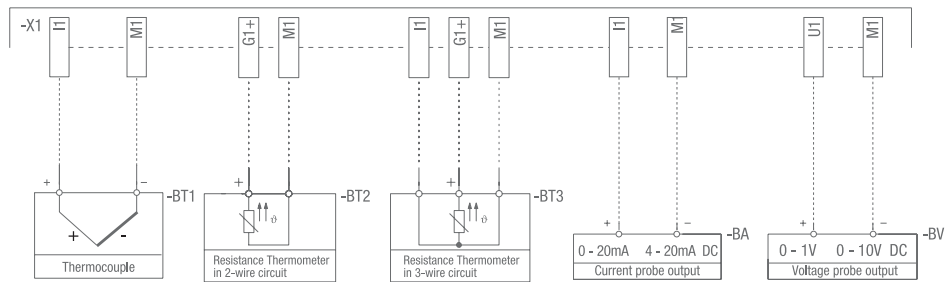 -X1
I1
M1
G1+
M1
I1
G1+
M1
I1
M1
U1
M1
+
–
-BT1
+
-
Thermocouple
+
–
-BT2
ϑ
Resistance Thermometer
in 2-wire circuit
+
-BT3
ϑ
Resistance Thermometer
in 3-wire circuit
+
–
-BA
0 - 20mA 4 - 20mA DC
Current probe output
+
–
-BV
0 - 1V 0 - 10V DC
Voltage probe output